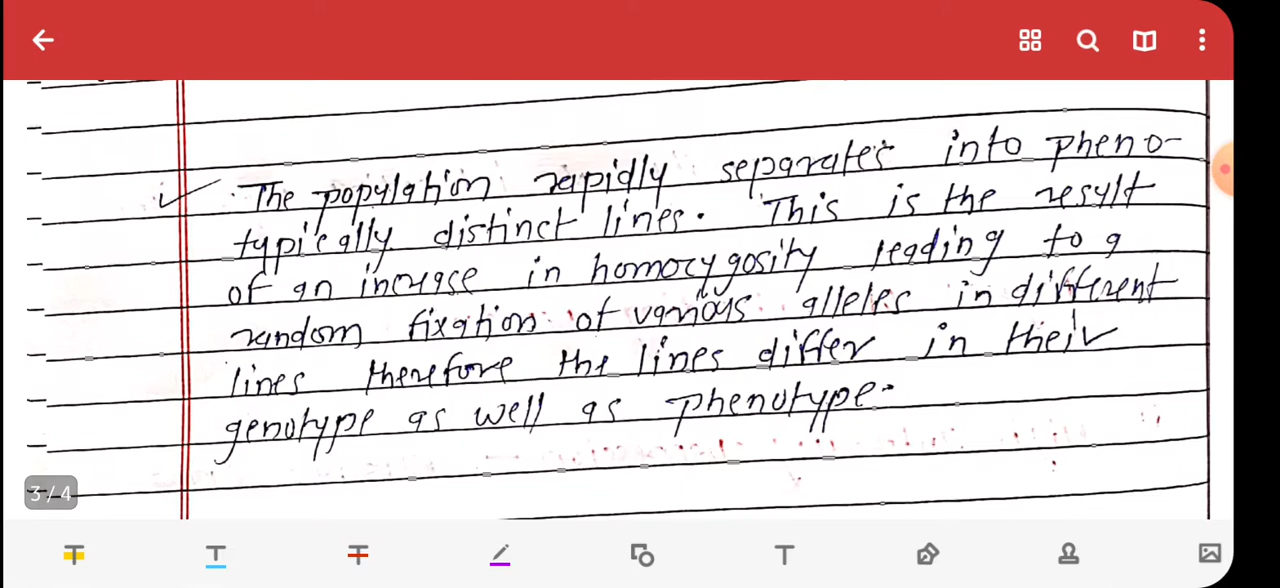 The population rapidly separates into pheno-
typically distinct lines. This is the result
of an increase in homozygosity leading to a
random fixation of various alleles in different
lines therefore the lines differ in their
genotype as well as phenotype.
3 / 4
T
T
T
T